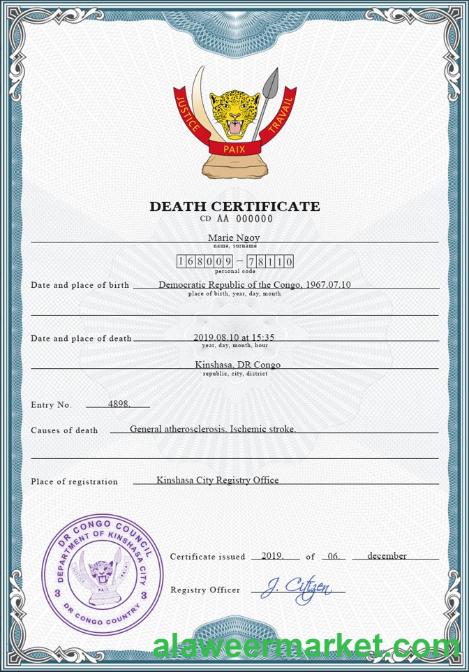 JUSTICE
PAIX
TRAVAIL
DEATH CERTIFICATE
CD AA 000000
Marie Ngoy
name, surname
168009-78110
personal code
Date and place of birth Democratic Republic of the Congo, 1967.07.10
place of birth, year, day, month
Date and place of death 2019.08.10 at 15:35
year, day, month, hour
Kinshasa, DR Congo
republic, city, district
Entry No. 4898.
Causes of death General atherosclerosis. Ischemic stroke.
Place of registration Kinshasa City Registry Office
DR CONGO COUNCIL
DEPARTMENT OF KINSHASA CITY
3 3
DR CONGO COUNTRY
Certificate issued 2019. of 06. december
Registry Officer J. Citizen
alaweermarket.com